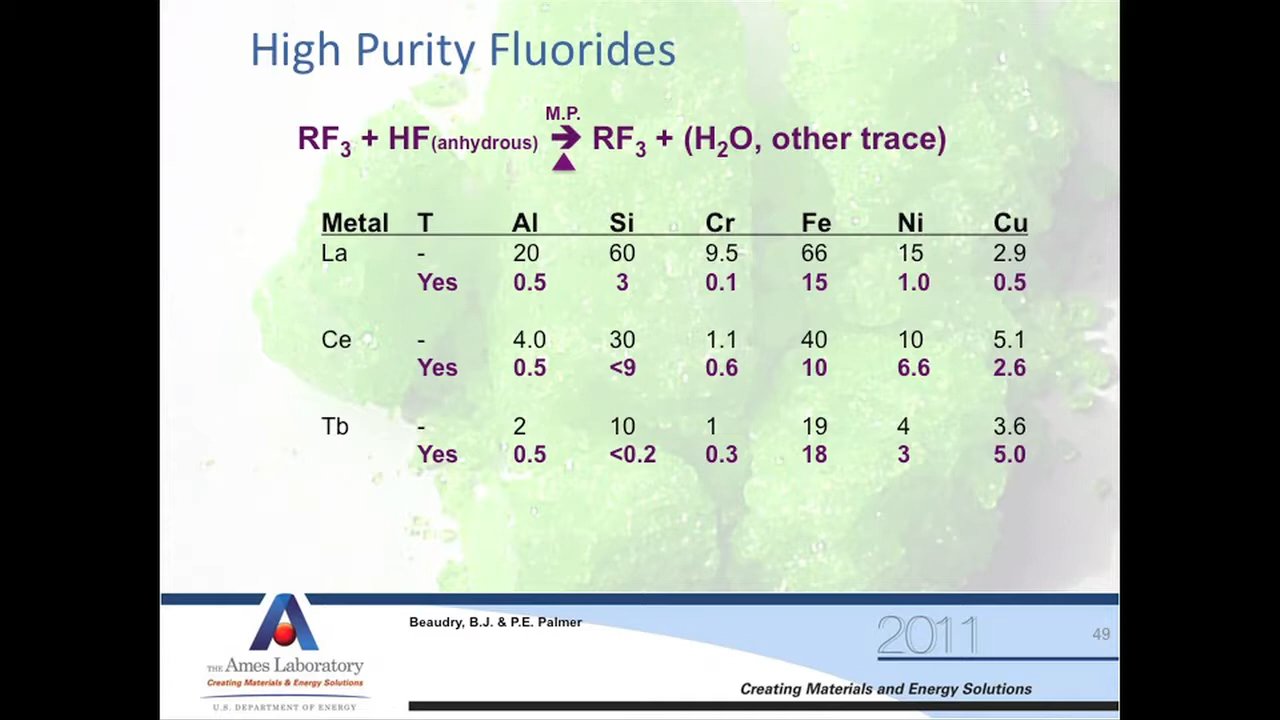 High Purity Fluorides
M.P.
RF3 + HF(anhydrous) ➔ RF3 + (H2O, other trace)
Metal T Al Si Cr Fe Ni Cu
La - 20 60 9.5 66 15 2.9
Yes 0.5 3 0.1 15 1.0 0.5
Ce - 4.0 30 1.1 40 10 5.1
Yes 0.5 <9 0.6 10 6.6 2.6
Tb - 2 10 1 19 4 3.6
Yes 0.5 <0.2 0.3 18 3 5.0
Beaudry, B.J. & P.E. Palmer
2011
49
THE Ames Laboratory
Creating Materials & Energy Solutions
U.S. DEPARTMENT OF ENERGY
Creating Materials and Energy Solutions